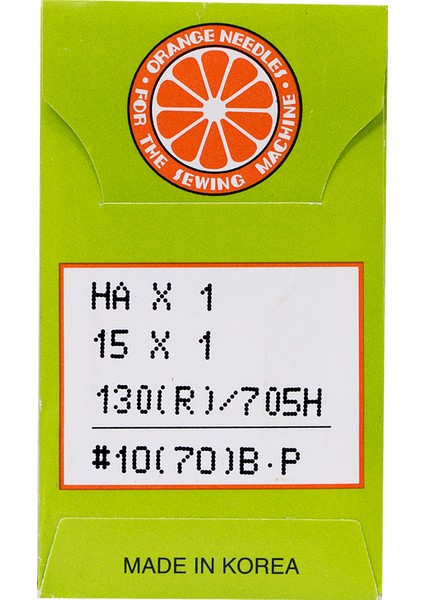 • ORANGE NEEDLES •
FOR THE SEWING MACHINE
HA X 1
15 X 1
130(R)/705H
#10(70)B·P
MADE IN KOREA